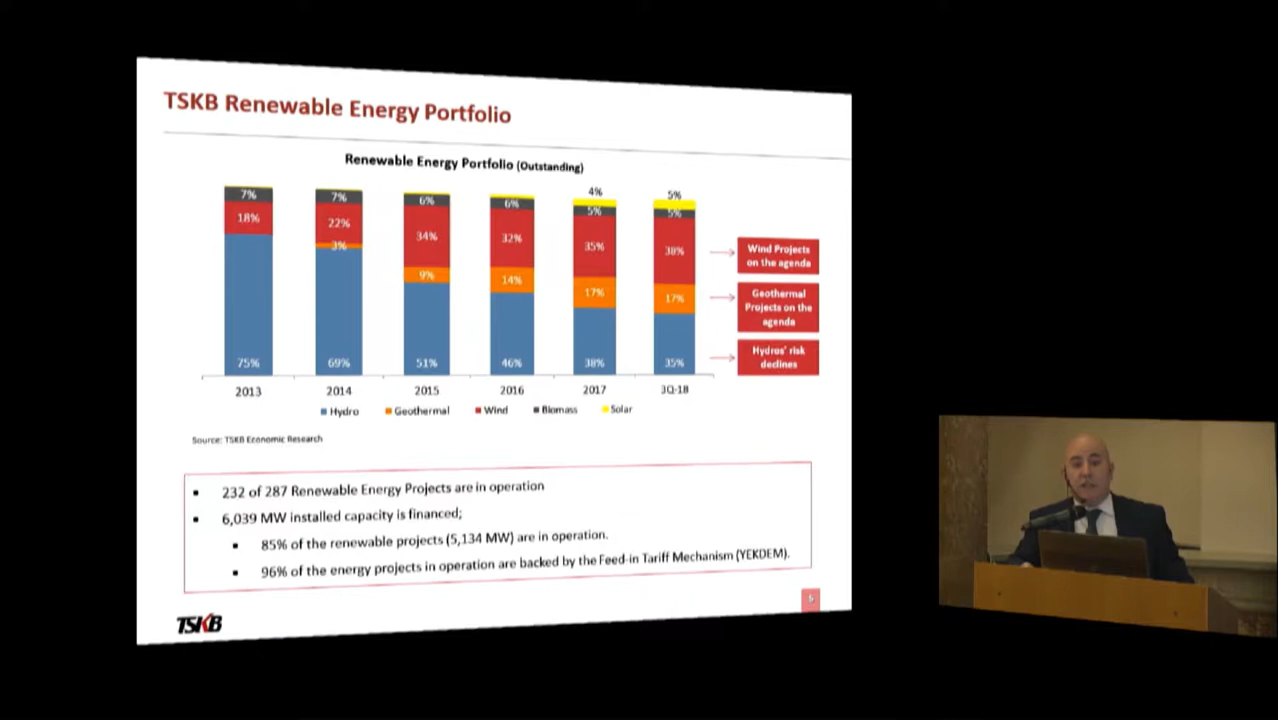 TSKB Renewable Energy Portfolio
Renewable Energy Portfolio (Outstanding)
7%
18%
75%
7%
22%
3%
69%
6%
34%
9%
51%
6%
32%
14%
46%
4%
5%
35%
17%
38%
5%
5%
38%
17%
35%
Wind Projects
on the agenda
Geothermal
Projects on the
agenda
Hydros' risk
declines
2013 2014 2015 2016 2017 3Q-18
Hydro Geothermal Wind Biomass Solar
Source: TSKB Economic Research
232 of 287 Renewable Energy Projects are in operation
6,039 MW installed capacity is financed;
85% of the renewable projects (5,134 MW) are in operation.
96% of the energy projects in operation are backed by the Feed-in Tariff Mechanism (YEKDEM).
5
TSKB